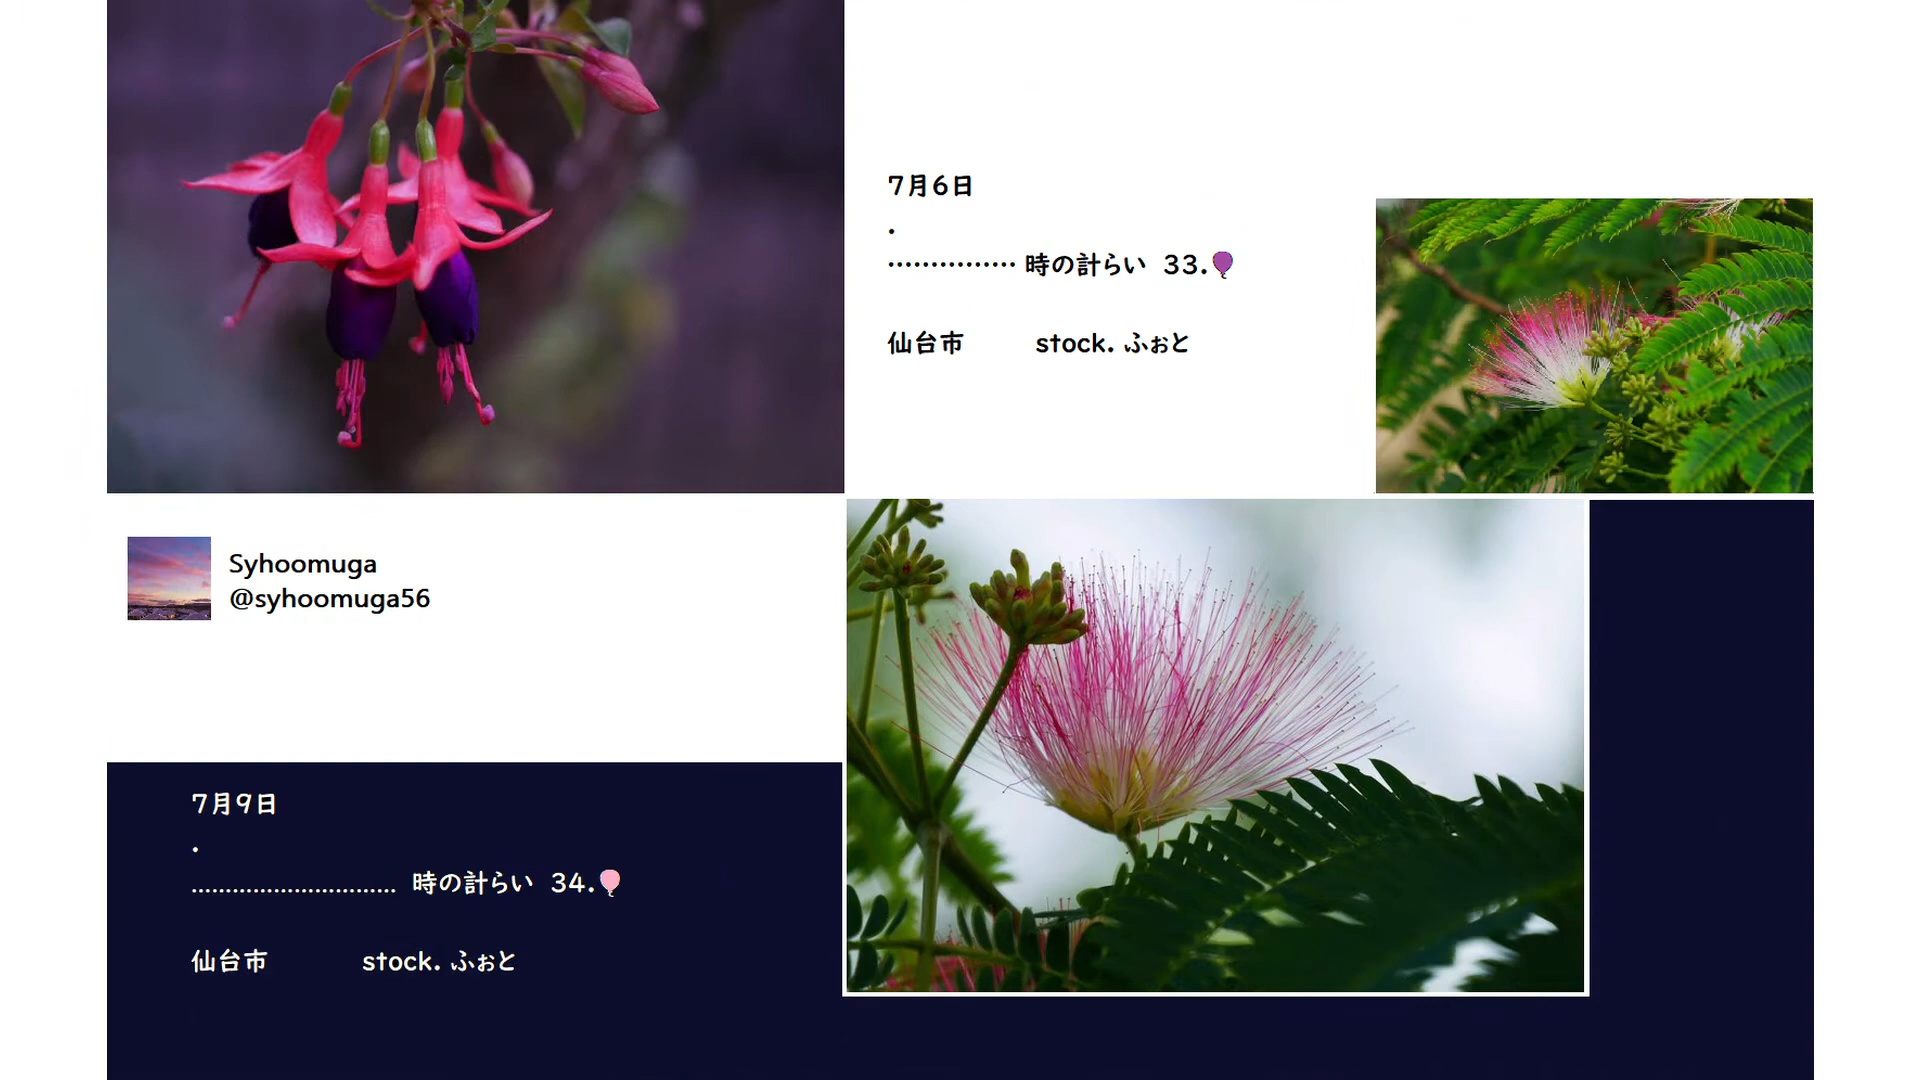 7月6日
.
............... 時の計らい 33.🎈
仙台市 stock. ふぉと
Syhoomuga
@syhoomuga56
7月9日
.
.............................. 時の計らい 34.🎈
仙台市 stock. ふぉと